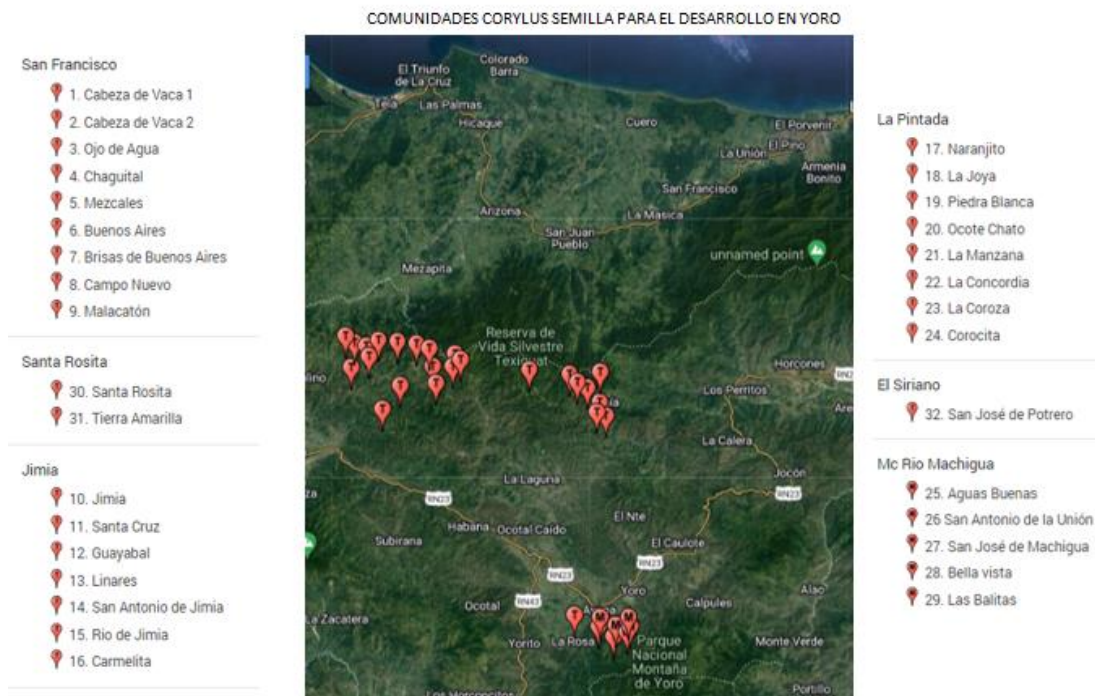 COMUNIDADES CORYLUS SEMILLA PARA EL DESARROLLO EN YORO
San Francisco
1. Cabeza de Vaca 1
2. Cabeza de Vaca 2
3. Ojo de Agua
4. Chaguital
5. Mezcales
6. Buenos Aires
7. Brisas de Buenos Aires
8. Campo Nuevo
9. Malacatón
Santa Rosita
30. Santa Rosita
31. Tierra Amarilla
Jimia
10. Jimia
11. Santa Cruz
12. Guayabal
13. Linares
14. San Antonio de Jimia
15. Rio de Jimia
16. Carmelita
Colorado
Barra
El Triunfo
de La Cruz
Tela
Las Palmas
Hicaque
Cuero
El Porvenir
La Unión
El Pino
Armenia
Bonito
San Francisco
Arizona
La Masica
San Juan
Pueblo
unnamed point
Mezapita
Reserva de
Vida Silvestre
Texiguat
Horcones
RN2
Los Perritos
La Calera
Jocón
RN23
La Laguna
RN23
El Nte
Habana
Ocotal Caído
Subirana
El Caulote
RN23
RN23
Yoro
Ocotal
RN43
Calpules
Alao
La Zacatera
Yorito
La Rosa
Parque
Nacional
Montaña
de Yoro
Monte Verde
Portillo
Los Horconcitos
La Pintada
17. Naranjito
18. La Joya
19. Piedra Blanca
20. Ocote Chato
21. La Manzana
22. La Concordia
23. La Coroza
24. Corocita
El Siriano
32. San José de Potrero
Mc Rio Machigua
25. Aguas Buenas
26 San Antonio de la Unión
27. San José de Machigua
28. Bella vista
29. Las Balitas